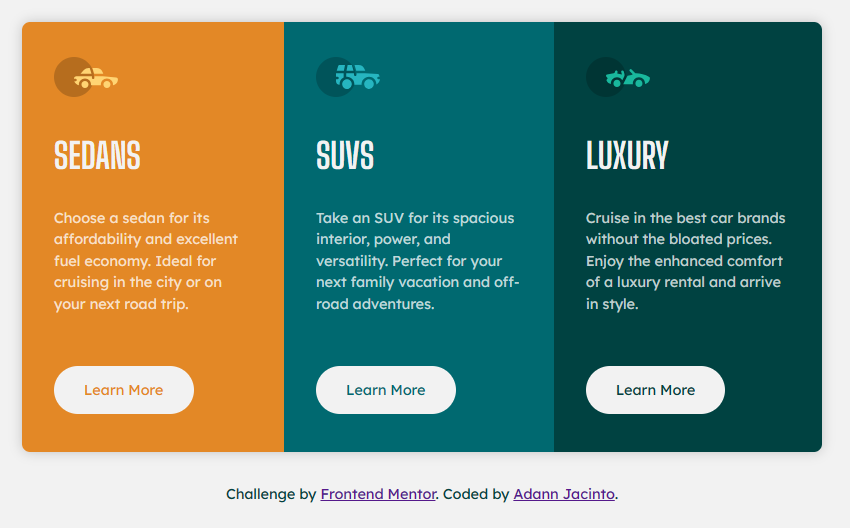 SEDANS
Choose a sedan for its
affordability and excellent
fuel economy. Ideal for
cruising in the city or on
your next road trip.
Learn More
SUVS
Take an SUV for its spacious
interior, power, and
versatility. Perfect for your
next family vacation and off-
road adventures.
Learn More
LUXURY
Cruise in the best car brands
without the bloated prices.
Enjoy the enhanced comfort
of a luxury rental and arrive
in style.
Learn More
Challenge by Frontend Mentor. Coded by Adann Jacinto.